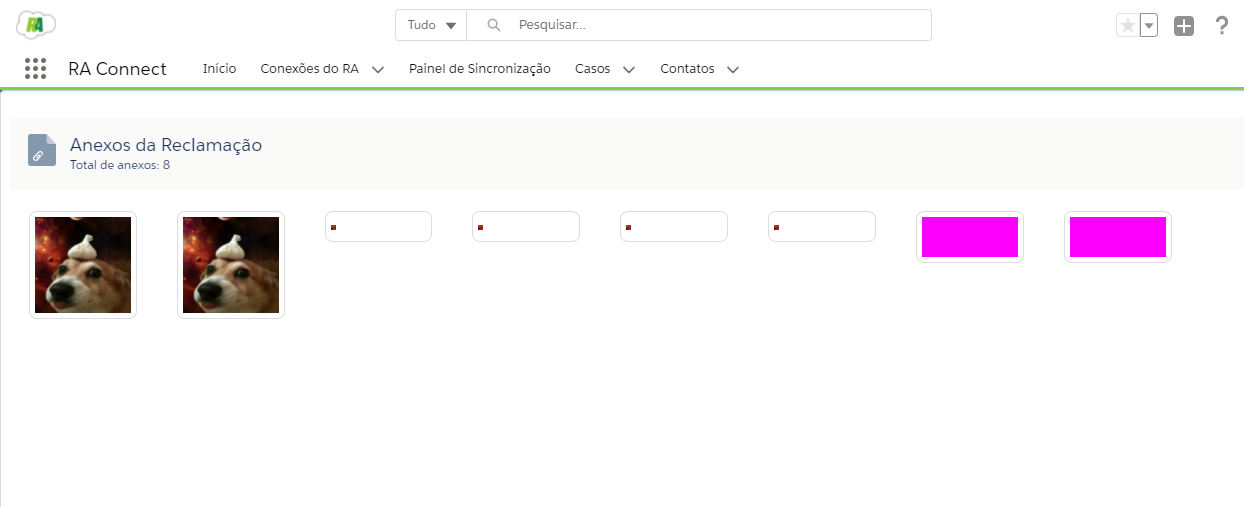 RA
Tudo
Pesquisar...
RA Connect
Início
Conexões do RA
Painel de Sincronização
Casos
Contatos
Anexos da Reclamação
Total de anexos: 8